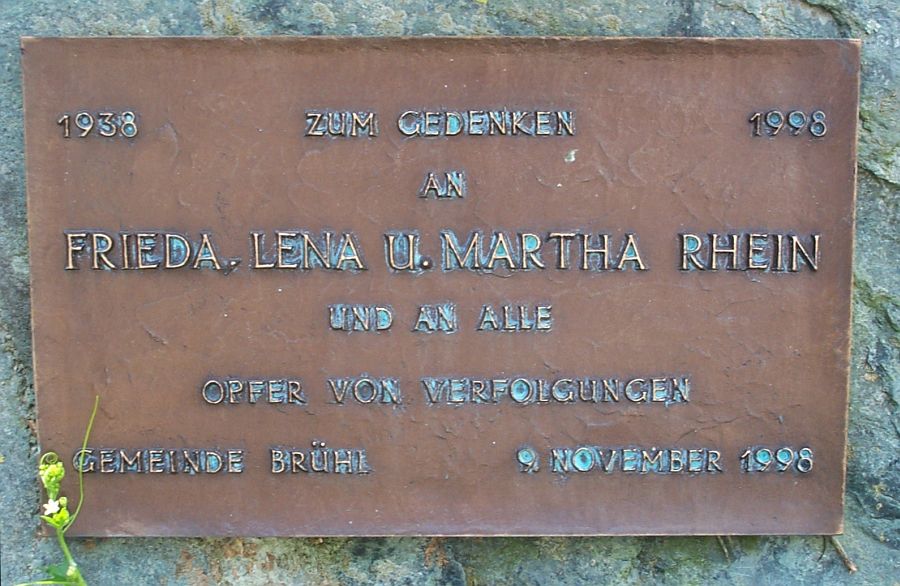 1938 ZUM GEDENKEN 1998
AN
FRIEDA, LENA U. MARTHA RHEIN
UND AN ALLE
OPFER VON VERFOLGUNGEN
GEMEINDE BRÜHL 9. NOVEMBER 1998